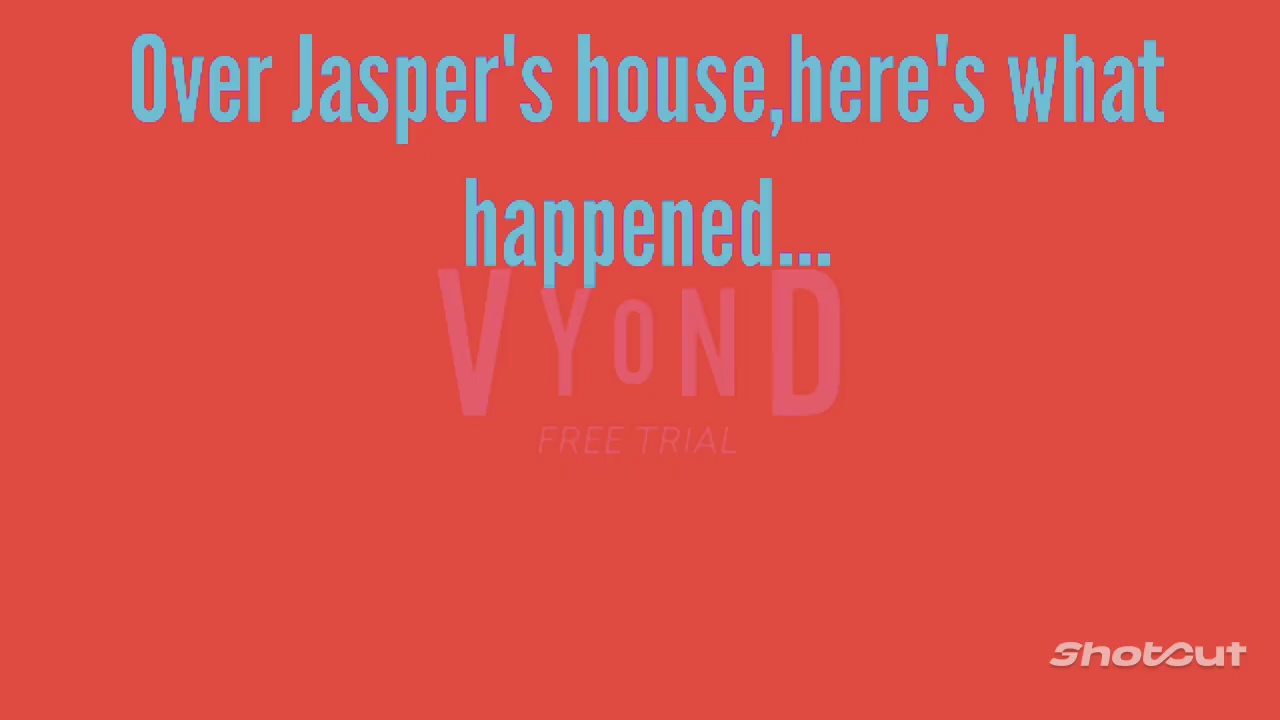 Over Jasper's house,here's what
happened...
VYOND
FREE TRIAL
ShotCut